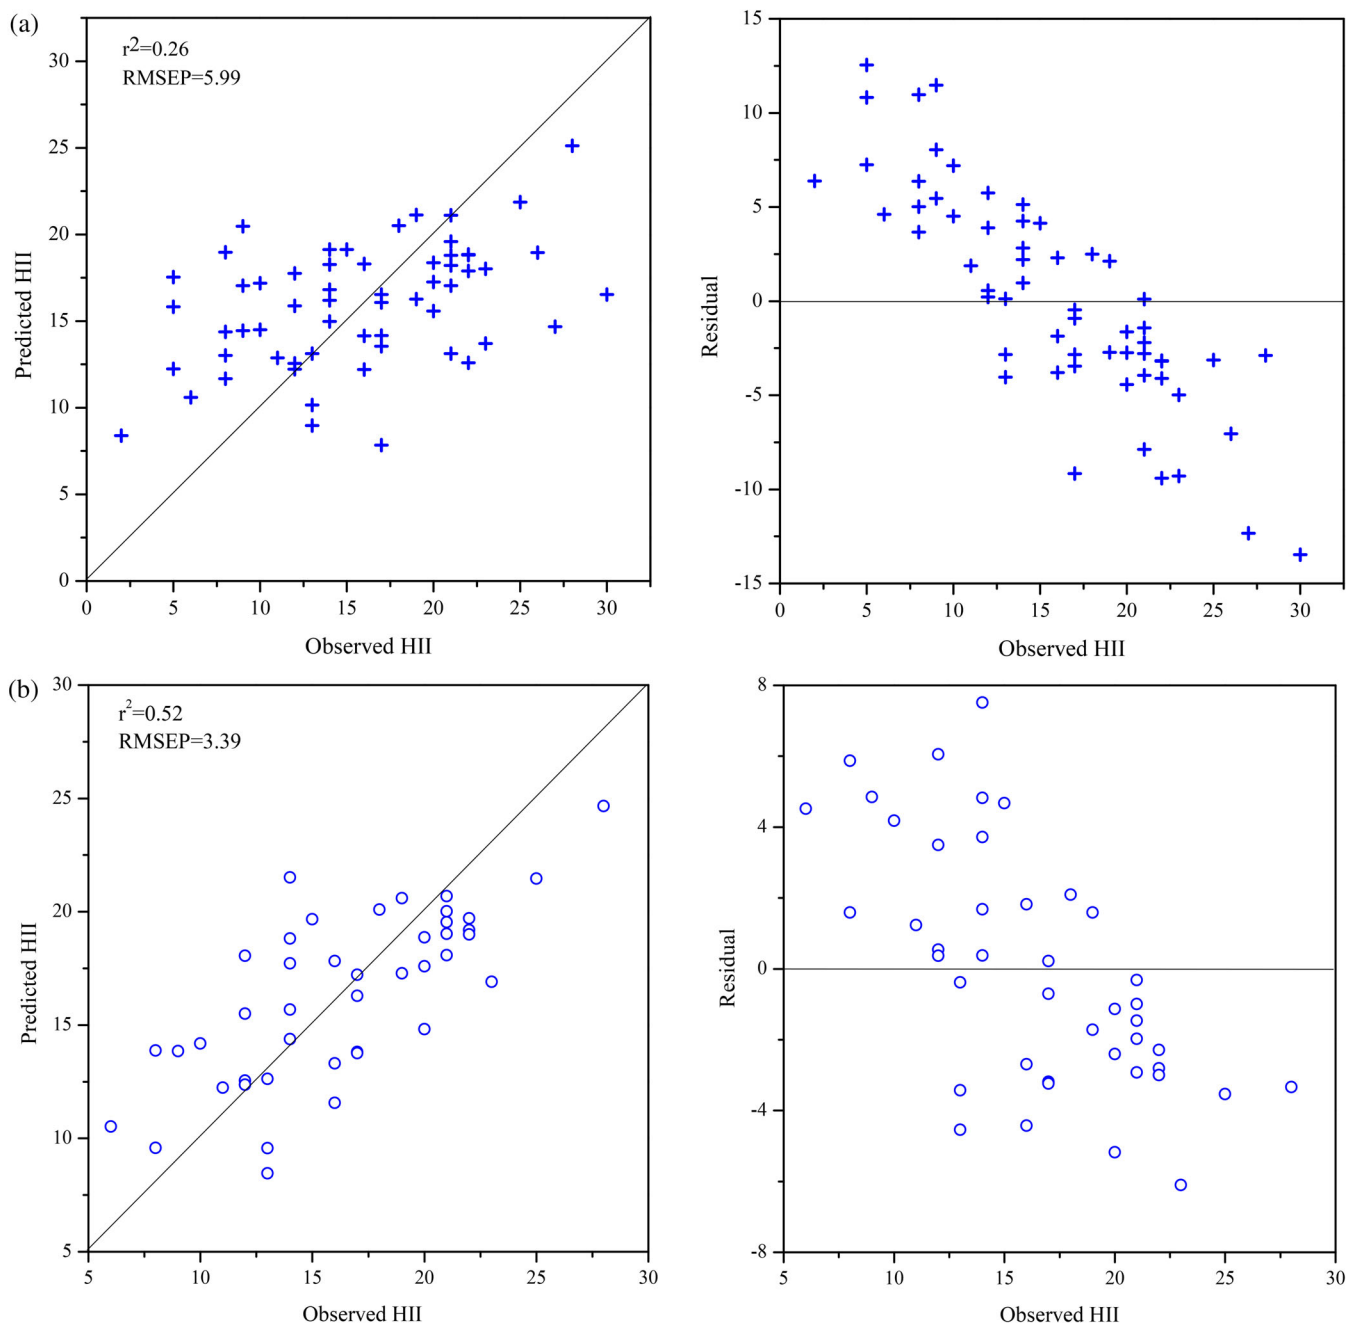 (a)
r2=0.26
RMSEP=5.99
30
25
20
15
10
5
0
Predicted HII
0 5 10 15 20 25 30
Observed HII
15
10
5
0
-5
-10
-15
Residual
0 5 10 15 20 25 30
Observed HII
(b)
r²=0.52
RMSEP=3.39
30
25
20
15
10
5
Predicted HII
5 10 15 20 25 30
Observed HII
8
4
0
-4
-8
Residual
5 10 15 20 25 30
Observed HII